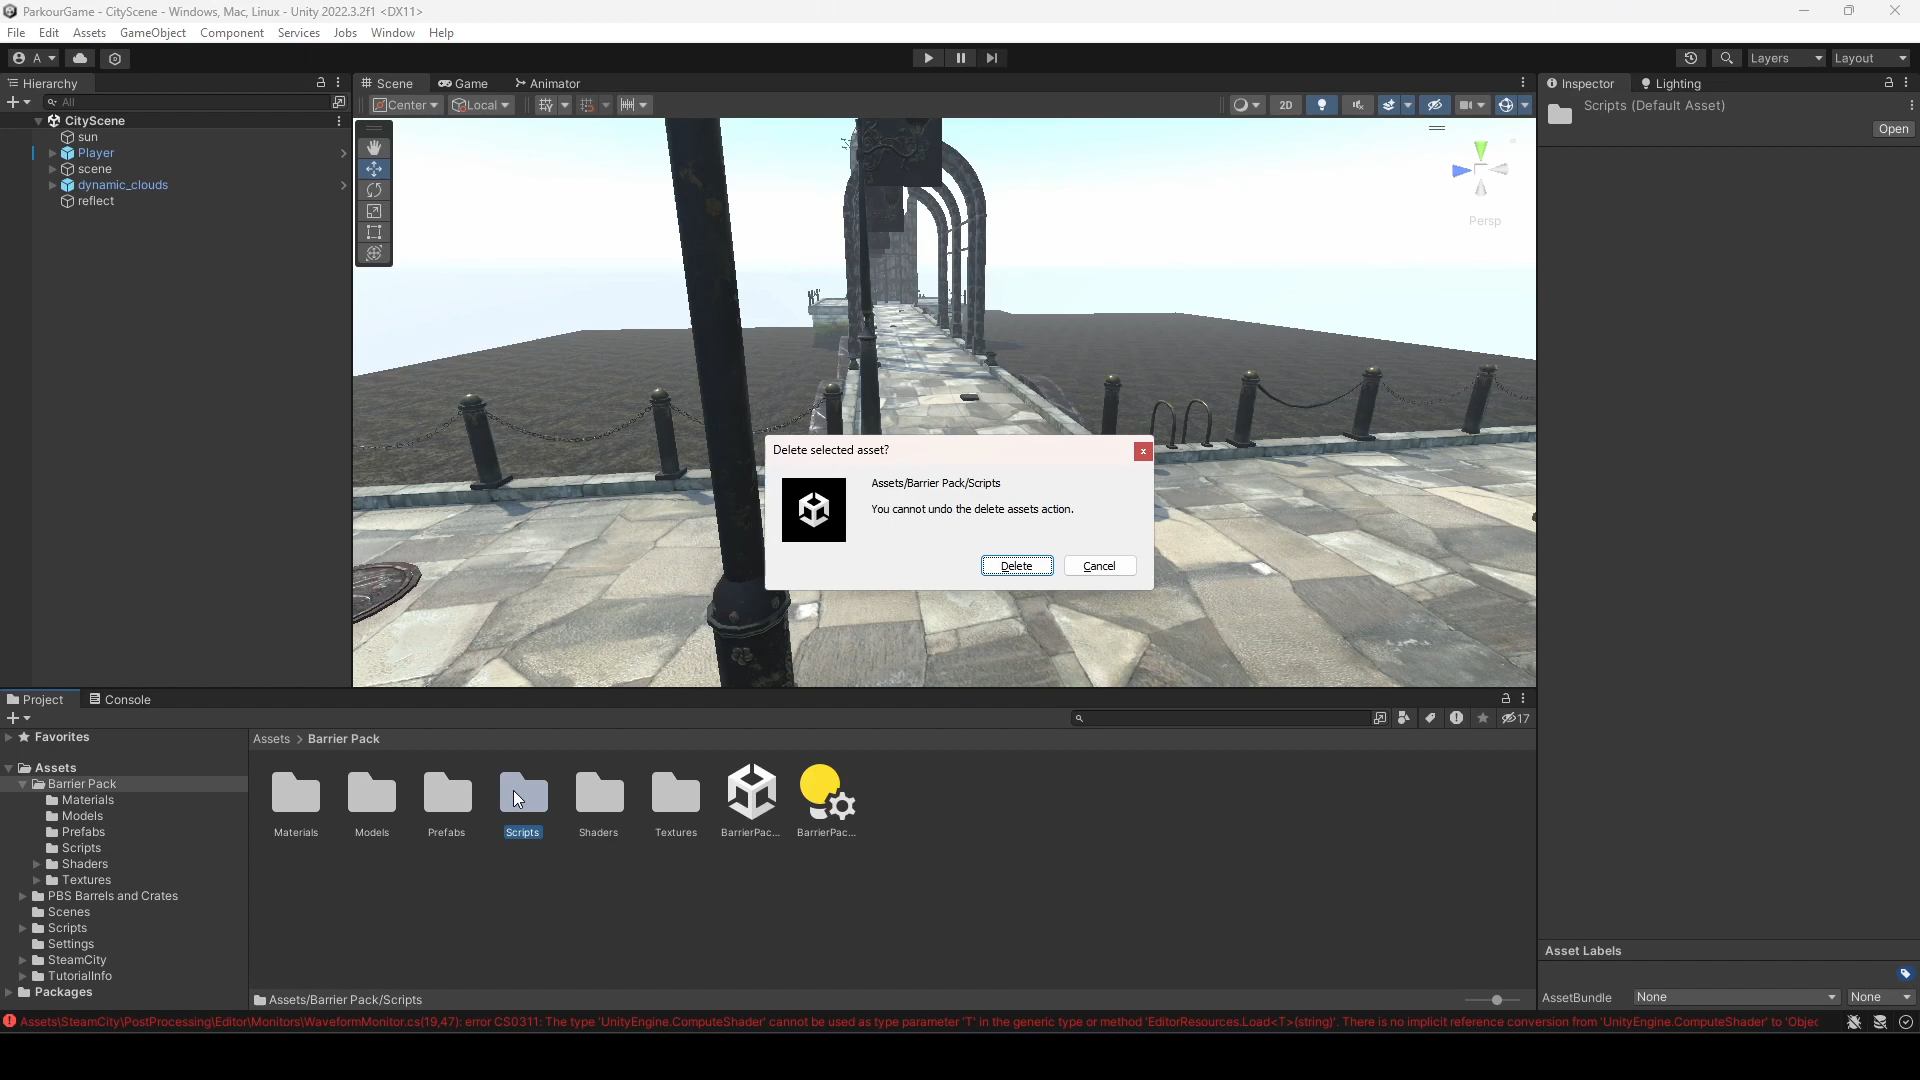 ParkourGame - CityScene - Windows, Mac, Linux - Unity 2022.3.2f1 <DX11>
File Edit Assets GameObject Component Services Jobs Window Help
A Layers Layout
Hierarchy Scene Game Animator Inspector Lighting
All Center Local 2D Scripts (Default Asset)
Open
CityScene
sun
Player
scene
dynamic_clouds
reflect
Persp
Delete selected asset?
Assets/Barrier Pack/Scripts
You cannot undo the delete assets action.
Delete Cancel
Project Console
17
Favorites
Assets > Barrier Pack
Assets
Barrier Pack
Materials
Models
Prefabs
Scripts
Shaders
Textures
PBS Barrels and Crates
Scenes
Scripts
Settings
SteamCity
TutorialInfo
Packages
Materials Models Prefabs Scripts Shaders Textures BarrierPac... BarrierPac...
Asset Labels
Assets/Barrier Pack/Scripts
AssetBundle None None
Assets\SteamCity\PostProcessing\Editor\Monitors\WaveformMonitor.cs(19,47): error CS0311: The type 'UnityEngine.ComputeShader' cannot be used as type parameter 'T' in the generic type or method 'EditorResources.Load<T>(string)'. There is no implicit reference conversion from 'UnityEngine.ComputeShader' to 'Objec